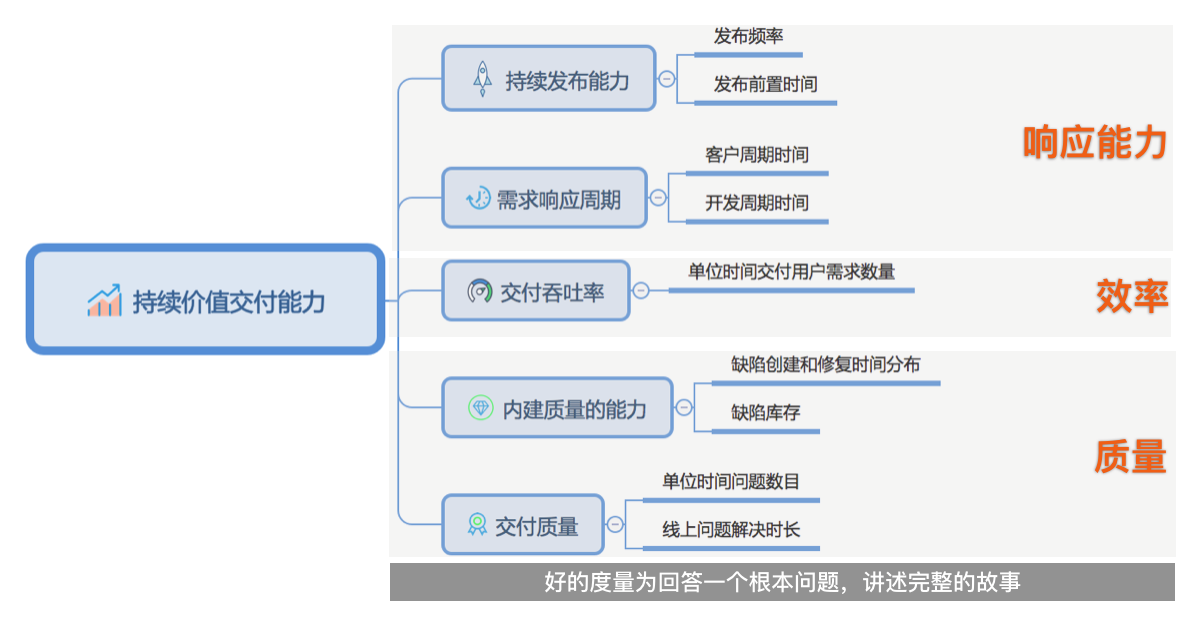 持续价值交付能力
持续发布能力
发布频率
发布前置时间
需求响应周期
客户周期时间
开发周期时间
响应能力
交付吞吐率
单位时间交付用户需求数量
效率
内建质量的能力
缺陷创建和修复时间分布
缺陷库存
交付质量
单位时间问题数目
线上问题解决时长
质量
好的度量为回答一个根本问题，讲述完整的故事